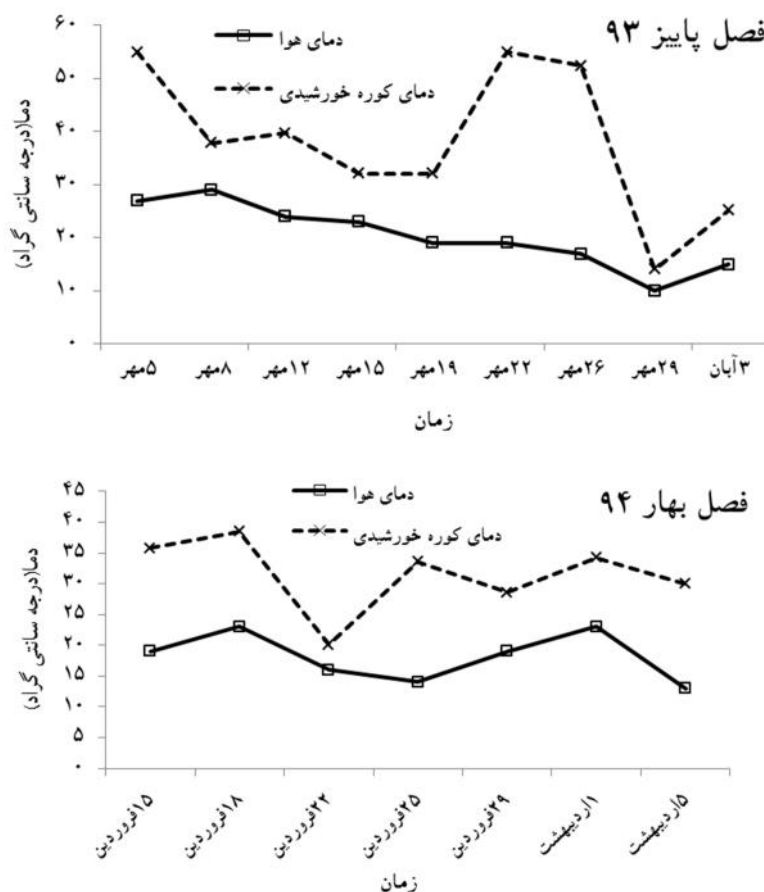 فصل پاییز ۹۳
دمای هوا
دمای کوره خورشیدی
دما(درجه سانتی گراد)
۶۰
۵۰
۴۰
۳۰
۲۰
۱۰
۰
۵مهر ۸مهر ۱۲مهر ۱۵مهر ۱۹مهر ۲۲مهر ۲۶مهر ۲۹مهر ۳آبان
زمان
فصل بهار ۹۴
دمای هوا
دمای کوره خورشیدی
دما(درجه سانتی گراد)
۴۵
۴۰
۳۵
۳۰
۲۵
۲۰
۱۵
۱۰
۵
۰
۱۵فروردین ۱۸فروردین ۲۲فروردین ۲۵فروردین ۲۹فروردین ۱اردیبهشت ۵اردیبهشت
زمان